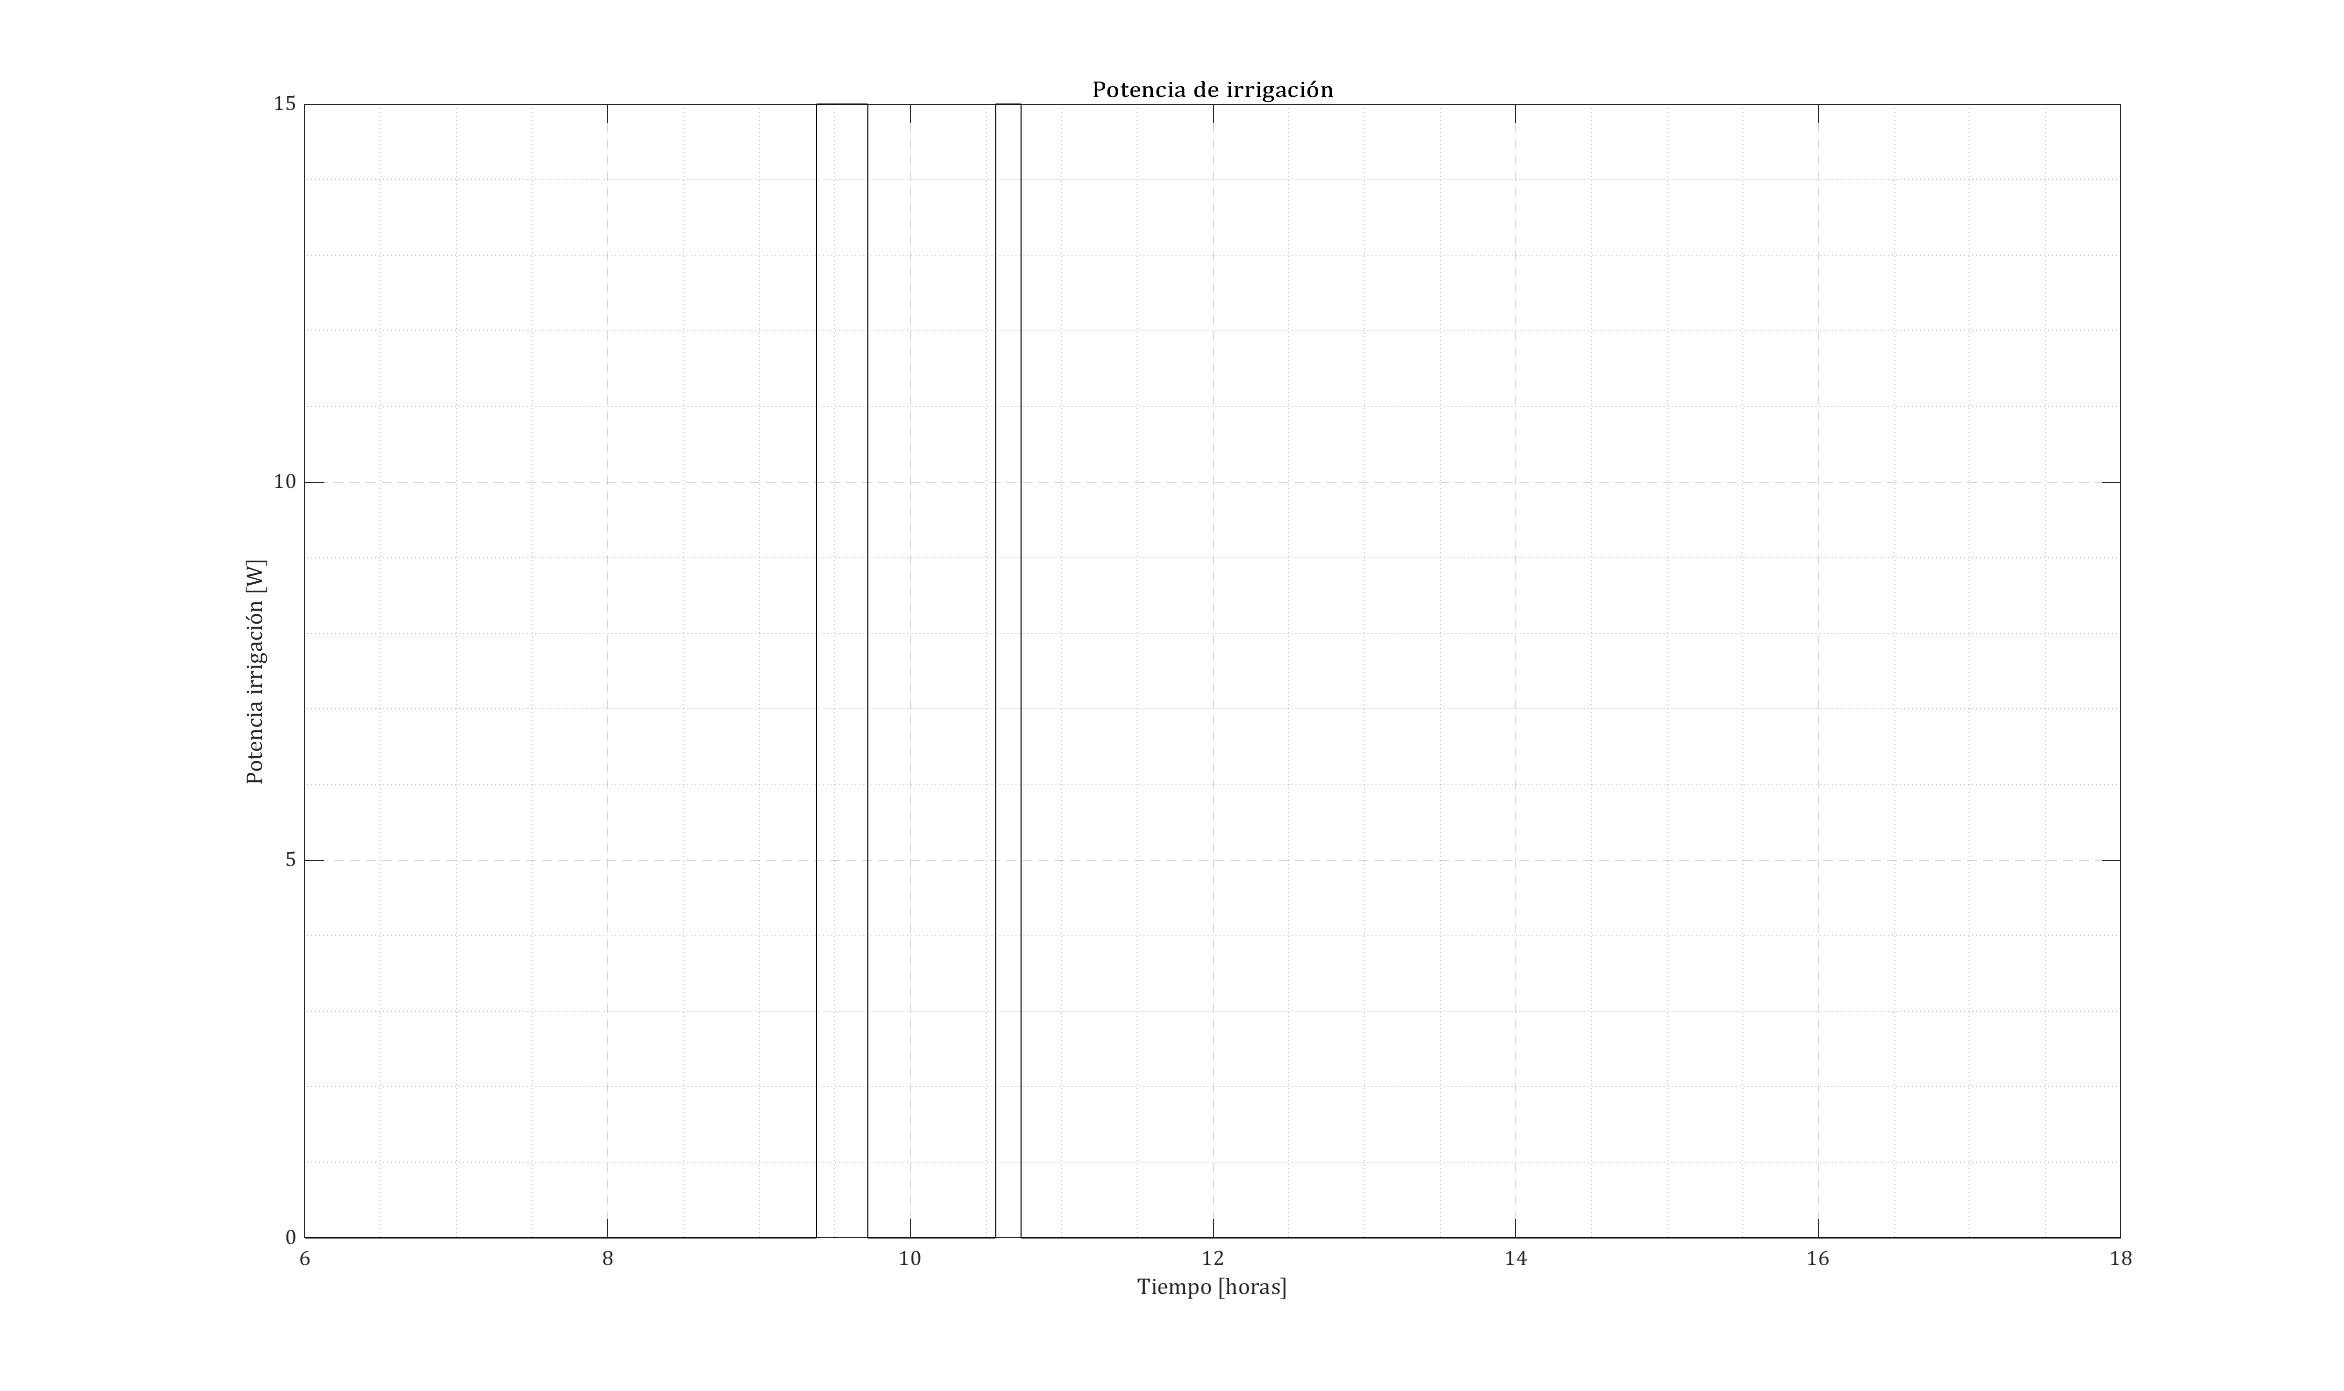 Potencia de irrigación
15
10
5
0
Potencia irrigación [W]
6 8 10 12 14 16 18
Tiempo [horas]